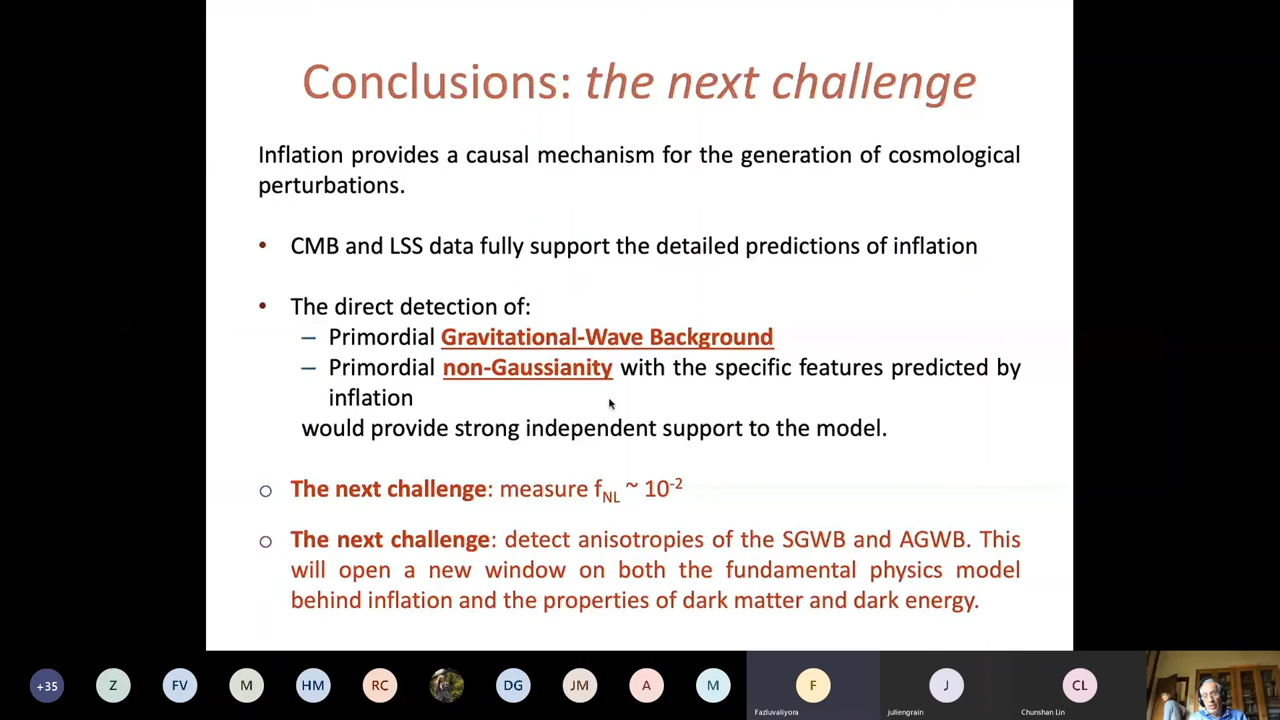 Conclusions: the next challenge
Inflation provides a causal mechanism for the generation of cosmological
perturbations.
• CMB and LSS data fully support the detailed predictions of inflation
• The direct detection of:
– Primordial Gravitational-Wave Background
– Primordial non-Gaussianity with the specific features predicted by
inflation
would provide strong independent support to the model.
o The next challenge: measure fNL ~ 10-2
o The next challenge: detect anisotropies of the SGWB and AGWB. This
will open a new window on both the fundamental physics model
behind inflation and the properties of dark matter and dark energy.
+35 Z FV M HM RC DG JM A M F J CL
Fazluvaliyora juliengrain Chunshan Lin